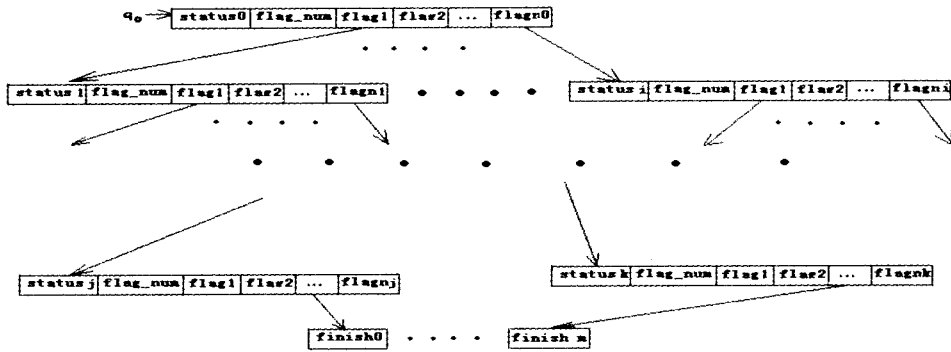 q₀ status0 flag_num flag1 flag2 ... flagn0
status1 flag_num flag1 flag2 ... flagn1
status i flag_num flag1 flag2 ... flagni
status j flag_num flag1 flag2 ... flagnj
status k flag_num flag1 flag2 ... flagnk
finish0
finish m